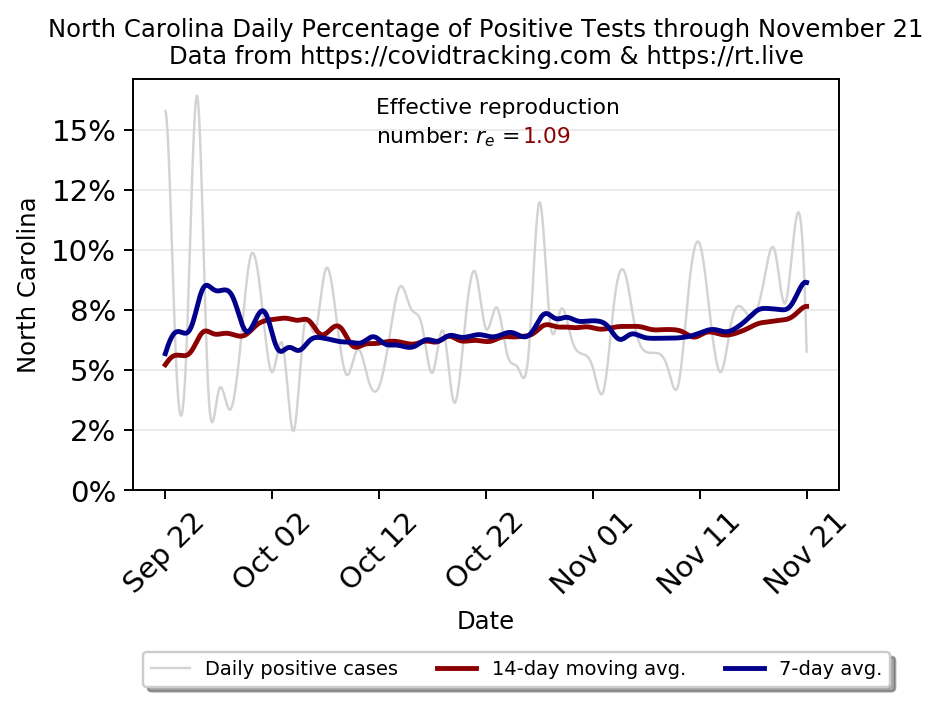 North Carolina Daily Percentage of Positive Tests through November 21
Data from https://covidtracking.com & https://rt.live
Effective reproduction
number: rₑ = 1.09
15%
12%
10%
8%
5%
2%
0%
North Carolina
Sep 22
Oct 02
Oct 12
Oct 22
Nov 01
Nov 11
Nov 21
Date
Daily positive cases
14-day moving avg.
7-day avg.